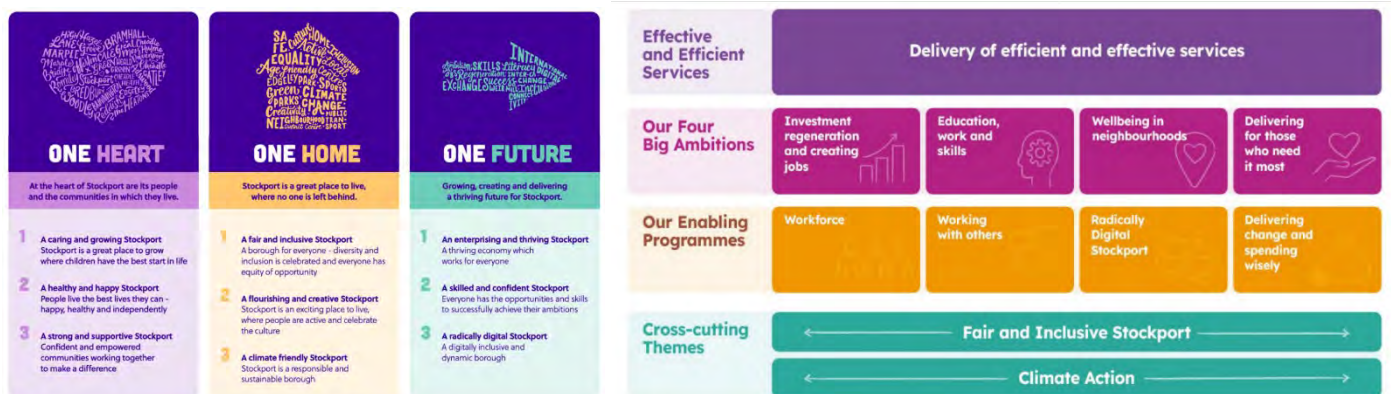 ONE HEART
At the heart of Stockport are its people
and the communities in which they live.
1 A caring and growing Stockport
Stockport is a great place to grow
where children have the best start in life
2 A healthy and happy Stockport
People live the best lives they can –
happy, healthy and independently
3 A strong and supportive Stockport
Confident and empowered
communities working together
to make a difference
ONE HOME
Stockport is a great place to live,
where no one is left behind.
1 A fair and inclusive Stockport
A borough for everyone – diversity and
inclusion is celebrated and everyone has
equity of opportunity
2 A flourishing and creative Stockport
Stockport is an exciting place to live,
where people are active and celebrate
the culture
3 A climate friendly Stockport
Stockport is a responsible and
sustainable borough
ONE FUTURE
Growing, creating and delivering
a thriving future for Stockport.
1 An enterprising and thriving Stockport
A thriving economy which
works for everyone
2 A skilled and confident Stockport
Everyone has the opportunities and skills
to successfully achieve their ambitions
3 A radically digital Stockport
A digitally inclusive and
dynamic borough
Effective
and Efficient
Services
Delivery of efficient and effective services
Our Four
Big Ambitions
Investment
regeneration
and creating
jobs
Education,
work and
skills
Wellbeing in
neighbourhoods
Delivering
for those
who need
it most
Our Enabling
Programmes
Workforce
Working
with others
Radically
Digital
Stockport
Delivering
change and
spending
wisely
Cross-cutting
Themes
Fair and Inclusive Stockport
Climate Action